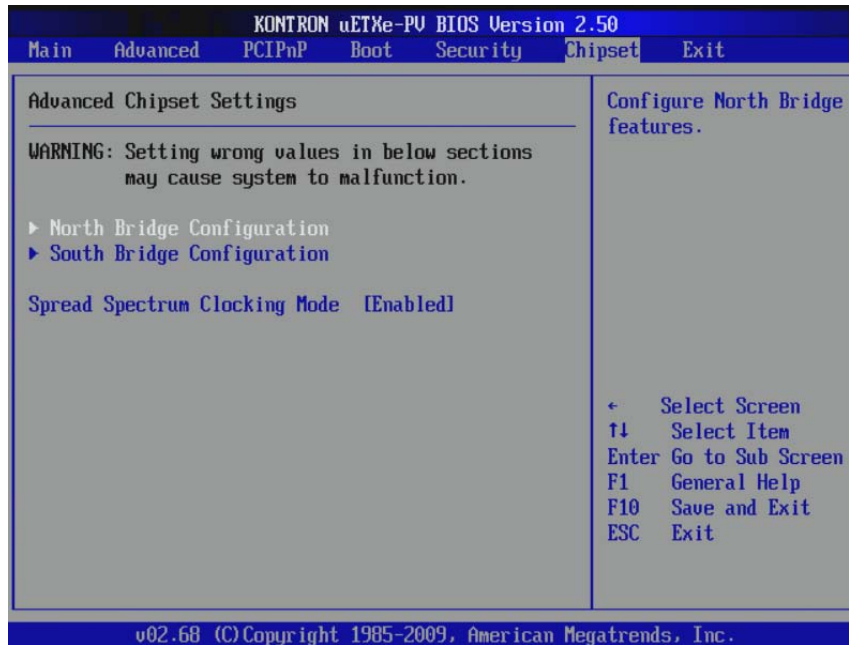 KONTRON uETXe-PV BIOS Version 2.50
Main Advanced PCIPnP Boot Security Chipset Exit
Advanced Chipset Settings
WARNING: Setting wrong values in below sections
may cause system to malfunction.
▶ North Bridge Configuration
▶ South Bridge Configuration
Spread Spectrum Clocking Mode [Enabled]
Configure North Bridge
features.
← Select Screen
↑↓ Select Item
Enter Go to Sub Screen
F1 General Help
F10 Save and Exit
ESC Exit
v02.68 (C)Copyright 1985-2009, American Megatrends, Inc.